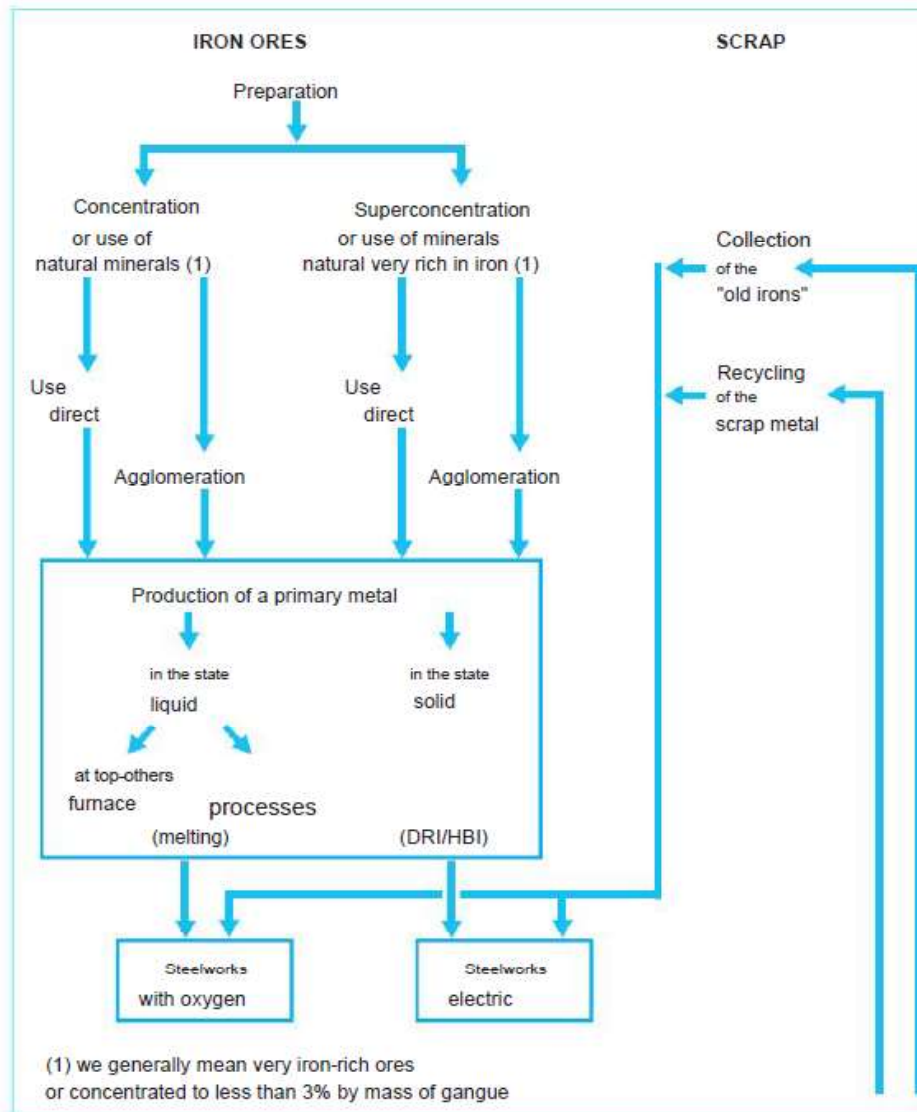 IRON ORES
SCRAP
Preparation
Concentration
or use of
natural minerals (1)
Superconcentration
or use of minerals
natural very rich in iron (1)
Collection
of the
"old irons"
Use
direct
Use
direct
Recycling
of the
scrap metal
Agglomeration
Agglomeration
Production of a primary metal
in the state
liquid
in the state
solid
at top-others
furnace
processes
(melting)
(DRI/HBI)
Steelworks
with oxygen
Steelworks
electric
(1) we generally mean very iron-rich ores
or concentrated to less than 3% by mass of gangue